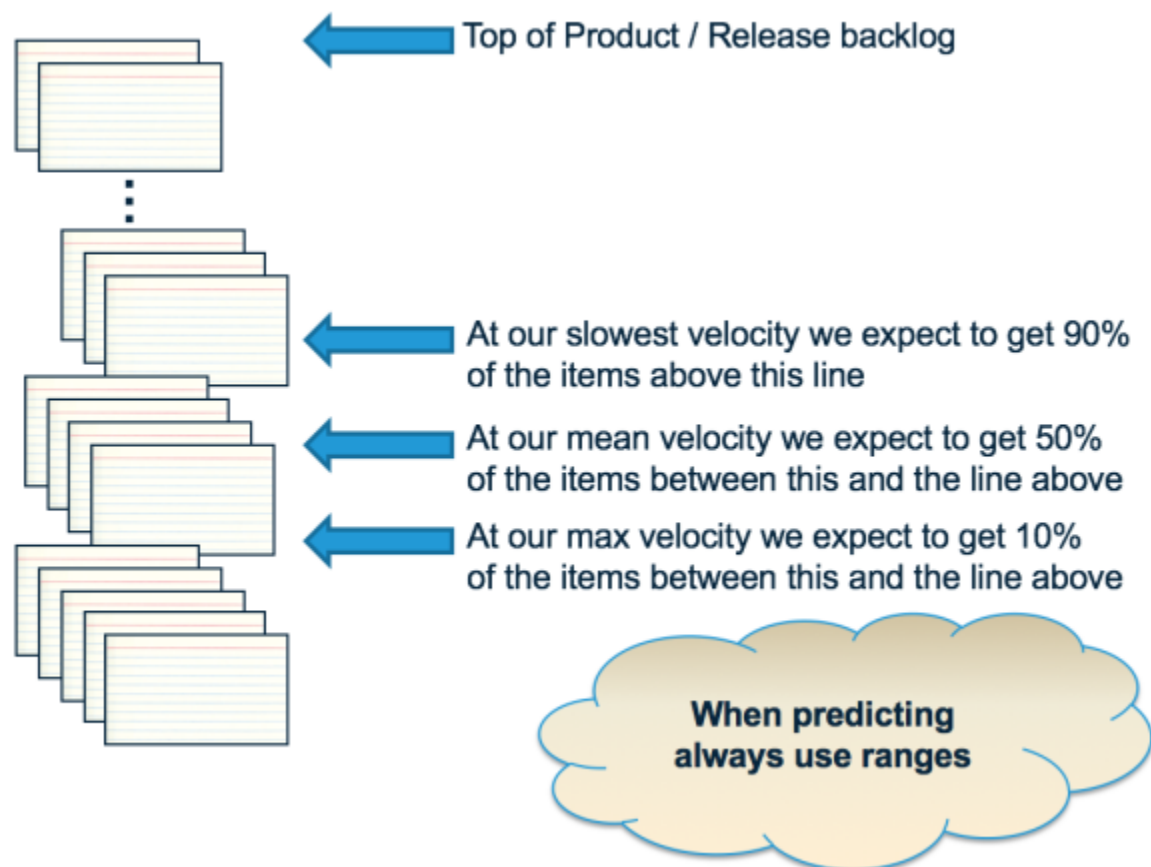 Top of Product / Release backlog
At our slowest velocity we expect to get 90%
of the items above this line
At our mean velocity we expect to get 50%
of the items between this and the line above
At our max velocity we expect to get 10%
of the items between this and the line above
When predicting
always use ranges